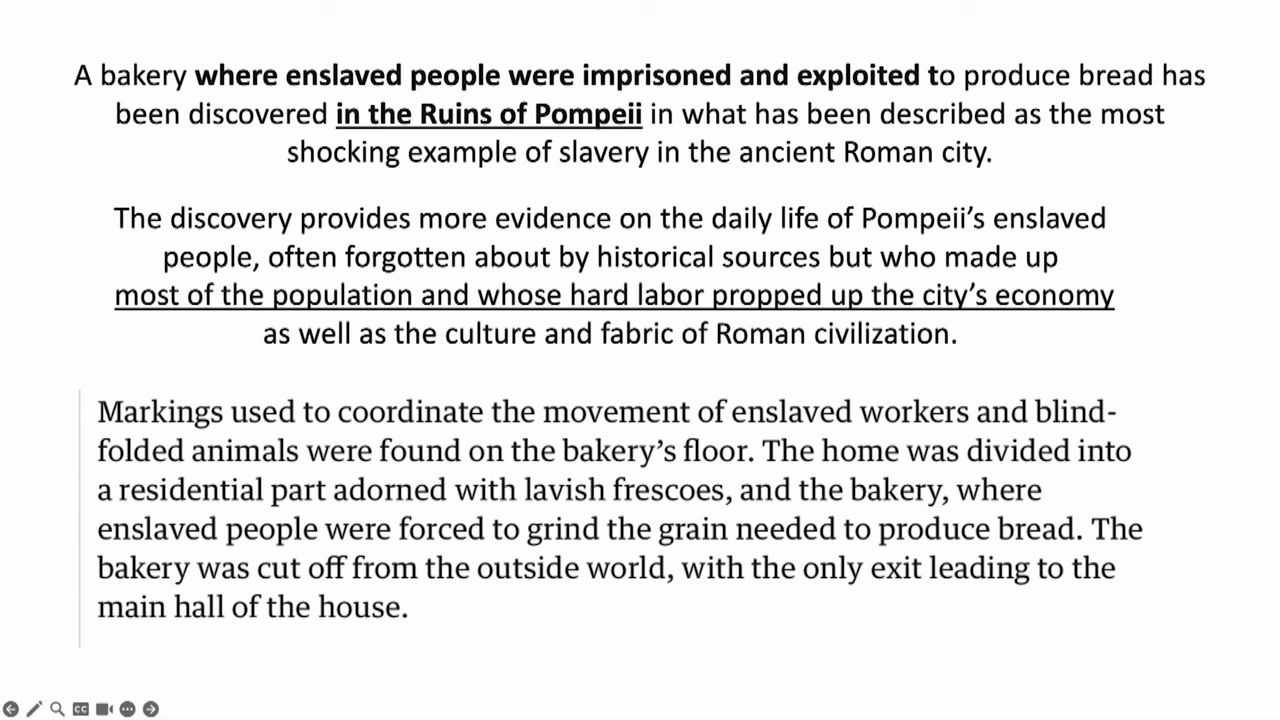 A bakery where enslaved people were imprisoned and exploited to produce bread has
been discovered in the Ruins of Pompeii in what has been described as the most
shocking example of slavery in the ancient Roman city.
The discovery provides more evidence on the daily life of Pompeii’s enslaved
people, often forgotten about by historical sources but who made up
most of the population and whose hard labor propped up the city’s economy
as well as the culture and fabric of Roman civilization.
Markings used to coordinate the movement of enslaved workers and blind-
folded animals were found on the bakery’s floor. The home was divided into
a residential part adorned with lavish frescoes, and the bakery, where
enslaved people were forced to grind the grain needed to produce bread. The
bakery was cut off from the outside world, with the only exit leading to the
main hall of the house.
CC